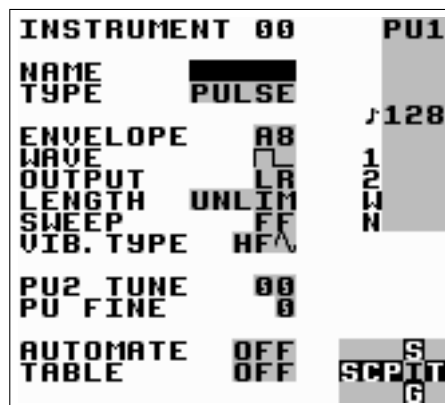 INSTRUMENT 00 PU1
NAME
TYPE PULSE
♪128
ENVELOPE A8
WAVE 1
OUTPUT LR 2
LENGTH UNLIM W
SWEEP FF N
VIB. TYPE HF
PU2 TUNE 00
PU FINE 0
AUTOMATE OFF S
TABLE OFF SCPIT
G